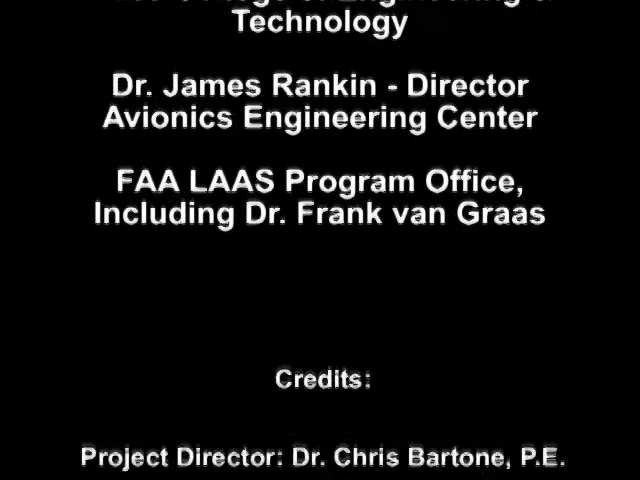 Engineering &
Technology
Dr. James Rankin - Director
Avionics Engineering Center
FAA LAAS Program Office,
Including Dr. Frank van Graas
Credits:
Project Director: Dr. Chris Bartone, P.E.